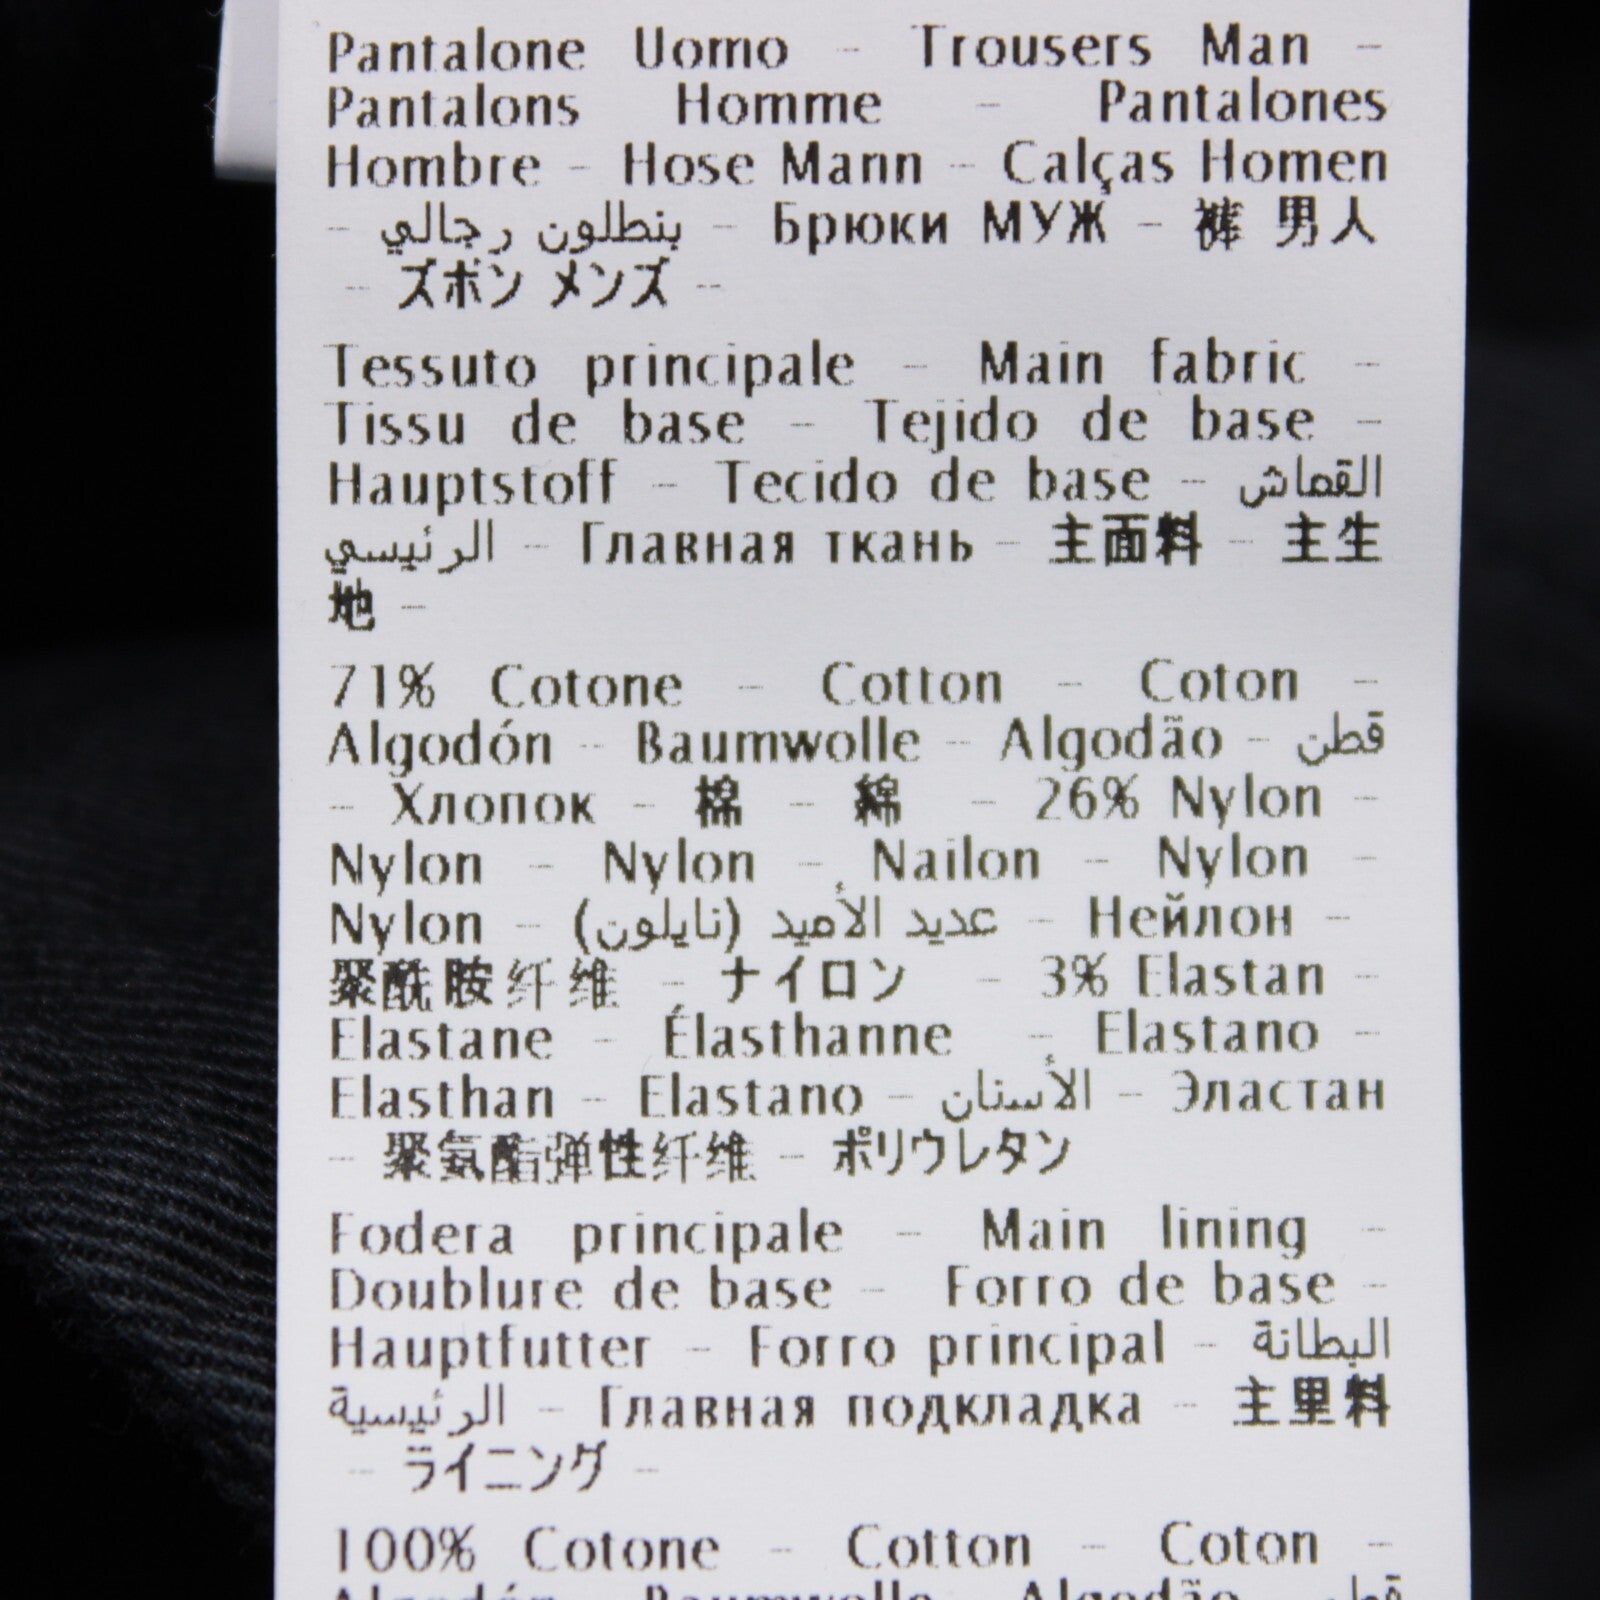 Pantalone Uomo - Trousers Man -
Pantalons Homme - Pantalones
Hombre - Hose Mann - Calças Homen
- بنطلون رجالي - Брюки МУЖ - 裤 男人
- ズボン メンズ -
Tessuto principale - Main fabric -
Tissu de base - Tejido de base -
Hauptstoff - Tecido de base - القماش
الرئيسي - Главная ткань - 主面料 - 主生
地 -
71% Cotone - Cotton - Coton -
Algodón - Baumwolle - Algodão - قطن
- Хлопок - 棉 - 綿 - 26% Nylon -
Nylon - Nylon - Nailon - Nylon -
Nylon - عديد الأميد (نايلون) - Нейлон -
聚酰胺纤维 - ナイロン - 3% Elastan -
Elastane - Élasthanne - Elastano -
Elasthan - Elastano - الأستان - Эластан
- 聚氨酯弹性纤维 - ポリウレタン
Fodera principale - Main lining -
Doublure de base - Forro de base -
Hauptfutter - Forro principal - البطانة
الرئيسية - Главная подкладка - 主里料
- ライニング -
100% Cotone - Cotton - Coton -
Algodón - Baumwolle - Algodão - قطن